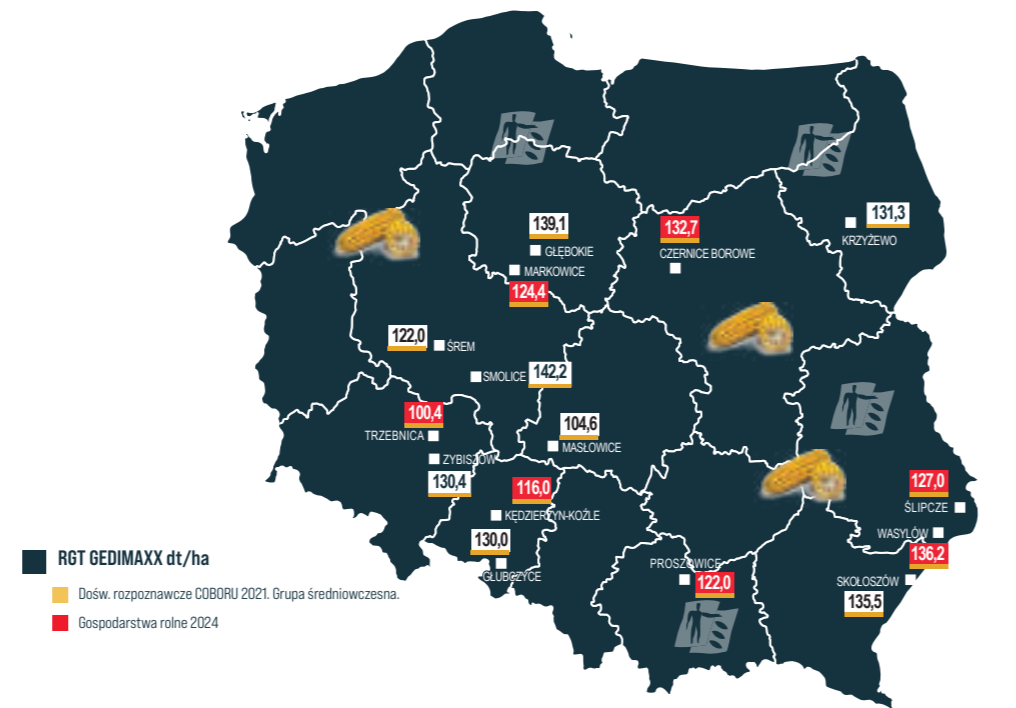 139,1
GŁĘBOKIE
MARKOWICE
124,4
132,7
CZERNICE BOROWE
131,3
KRZYŻEWO
122,0
ŚREM
SMOLICE
142,2
100,4
TRZEBNICA
ZYBISZÓW
130,4
104,6
MASŁOWICE
116,0
KĘDZIERZYN-KOŹLE
130,0
GŁUBCZYCE
127,0
ŚLIPCZE
WASYLÓW
136,2
PROSZOWICE
122,0
SKOŁOSZÓW
135,5
RGT GEDIMAXX dt/ha
Dośw. rozpoznawcze COBORU 2021. Grupa średniowczesna.
Gospodarstwa rolne 2024